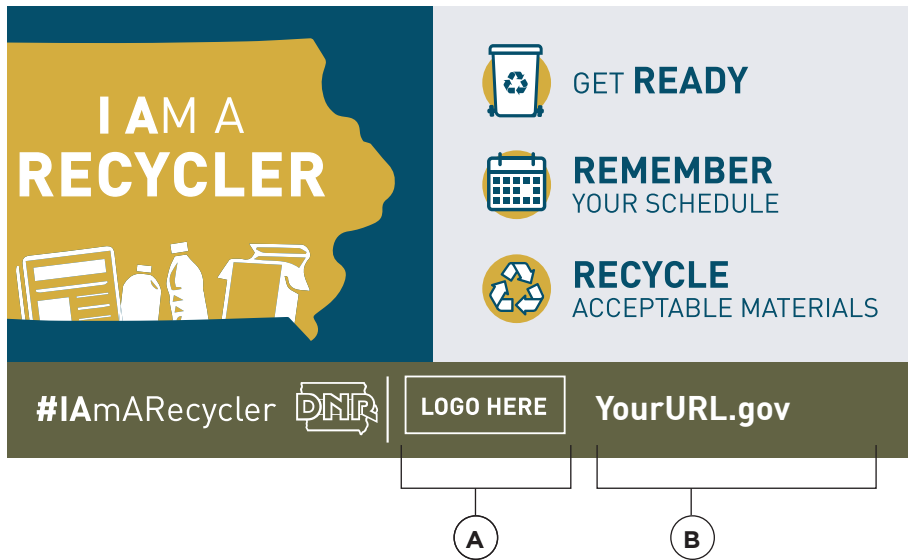 I AM A
RECYCLER
GET READY
REMEMBER
YOUR SCHEDULE
RECYCLE
ACCEPTABLE MATERIALS
#IAmARecycler
DNR
LOGO HERE
YourURL.gov
A
B